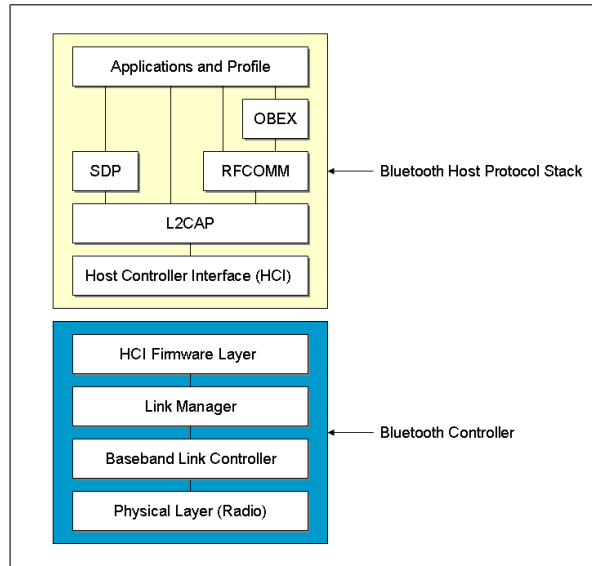 Applications and Profile
OBEX
SDP
RFCOMM
Bluetooth Host Protocol Stack
L2CAP
Host Controller Interface (HCI)
HCI Firmware Layer
Link Manager
Bluetooth Controller
Baseband Link Controller
Physical Layer (Radio)